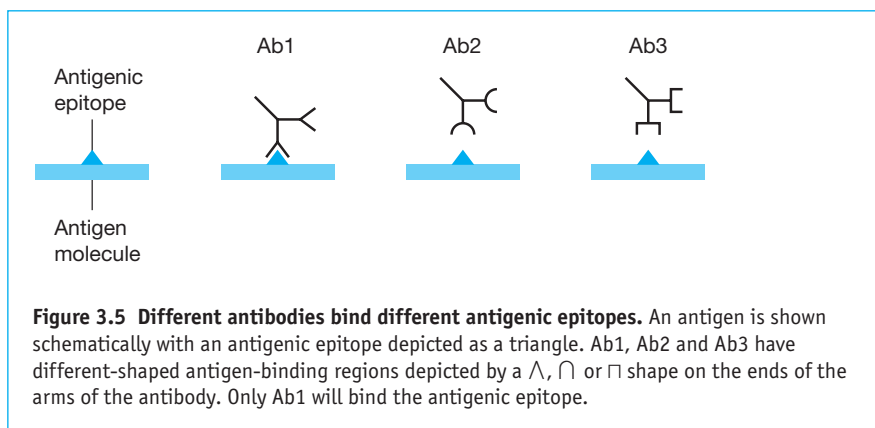 Ab1
Ab2
Ab3
Antigenic
epitope
Antigen
molecule
Figure 3.5 Different antibodies bind different antigenic epitopes. An antigen is shown
schematically with an antigenic epitope depicted as a triangle. Ab1, Ab2 and Ab3 have
different-shaped antigen-binding regions depicted by a ⋀, ⋂ or ⊓ shape on the ends of the
arms of the antibody. Only Ab1 will bind the antigenic epitope.